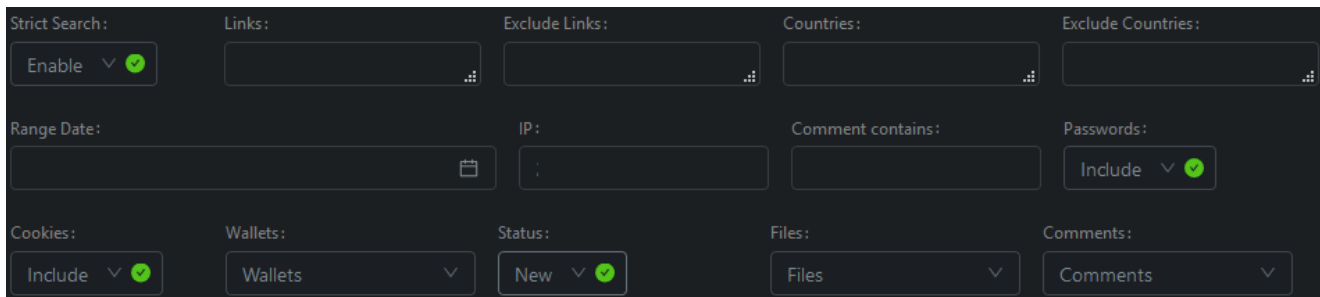 Strict Search: Links: Exclude Links: Countries: Exclude Countries:
Enable
Range Date: IP: Comment contains: Passwords:
; Include
Cookies: Wallets: Status: Files: Comments:
Include Wallets New Files Comments